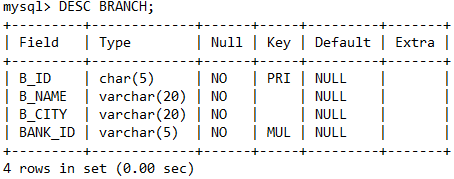 mysql> DESC BRANCH;
+---------+-------------+------+-----+---------+-------+
| Field   | Type        | Null | Key | Default | Extra |
+---------+-------------+------+-----+---------+-------+
| B_ID    | char(5)     | NO   | PRI | NULL    |       |
| B_NAME  | varchar(20) | NO   |     | NULL    |       |
| B_CITY  | varchar(20) | NO   |     | NULL    |       |
| BANK_ID | varchar(5)  | NO   | MUL | NULL    |       |
+---------+-------------+------+-----+---------+-------+
4 rows in set (0.00 sec)